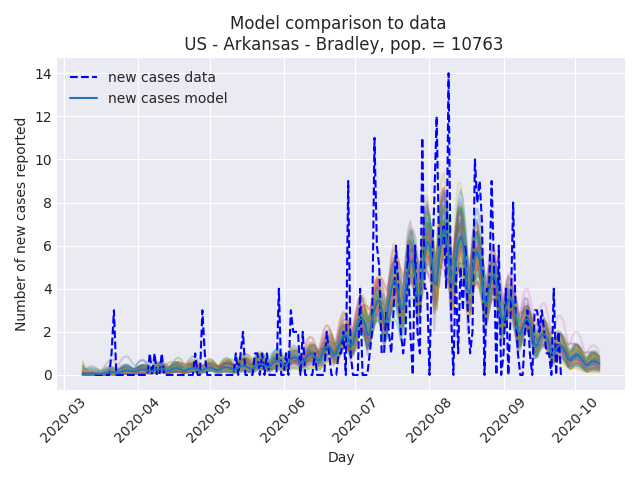 Model comparison to data
US - Arkansas - Bradley, pop. = 10763
new cases data
new cases model
Number of new cases reported
14
12
10
8
6
4
2
0
2020-03
2020-04
2020-05
2020-06
2020-07
2020-08
2020-09
2020-10
Day